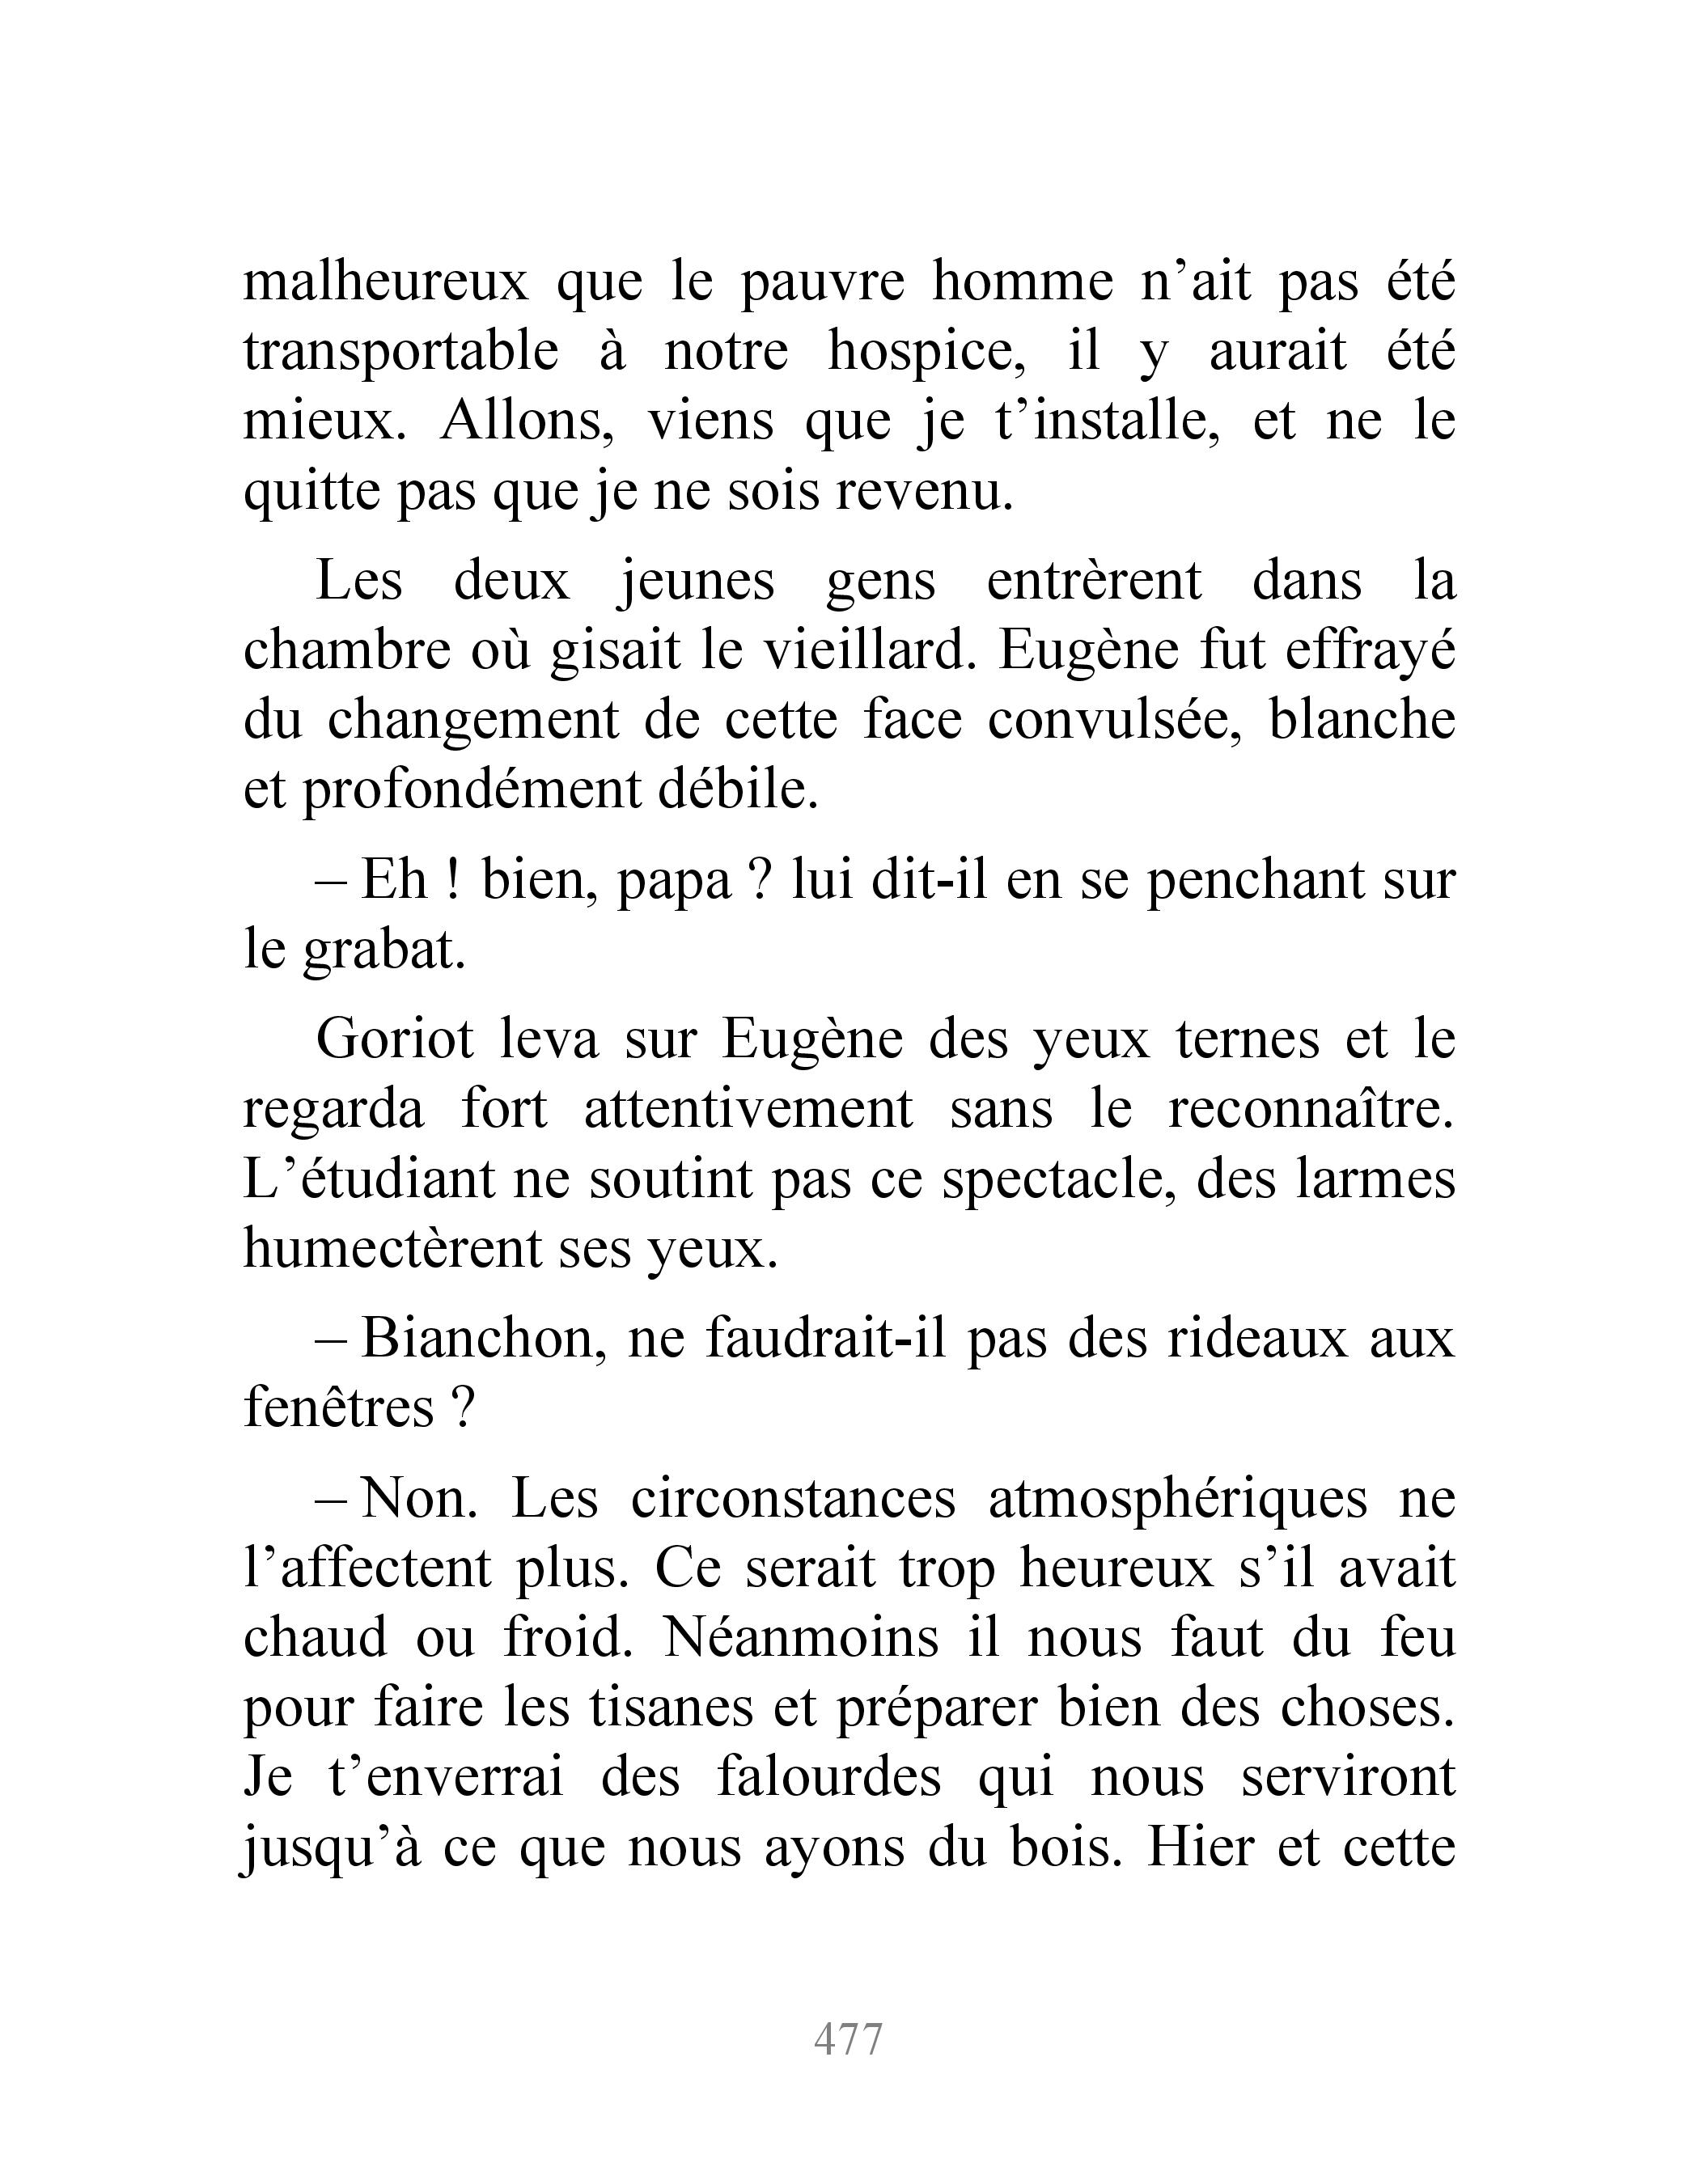 malheureux que le pauvre homme n’ait pas été
transportable à notre hospice, il y aurait été
mieux. Allons, viens que je t’installe, et ne le
quitte pas que je ne sois revenu.
Les deux jeunes gens entrèrent dans la
chambre où gisait le vieillard. Eugène fut effrayé
du changement de cette face convulsée, blanche
et profondément débile.
– Eh ! bien, papa ? lui dit-il en se penchant sur
le grabat.
Goriot leva sur Eugène des yeux ternes et le
regarda fort attentivement sans le reconnaître.
L’étudiant ne soutint pas ce spectacle, des larmes
humectèrent ses yeux.
– Bianchon, ne faudrait-il pas des rideaux aux
fenêtres ?
– Non. Les circonstances atmosphériques ne
l’affectent plus. Ce serait trop heureux s’il avait
chaud ou froid. Néanmoins il nous faut du feu
pour faire les tisanes et préparer bien des choses.
Je t’enverrai des falourdes qui nous serviront
jusqu’à ce que nous ayons du bois. Hier et cette
477